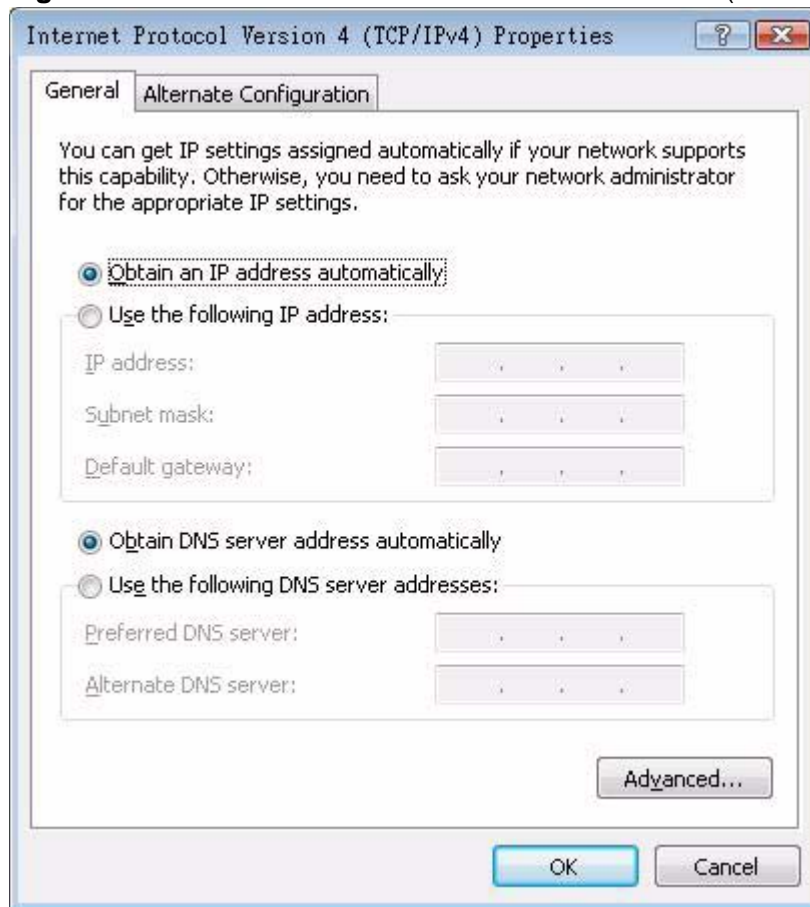 Internet Protocol Version 4 (TCP/IPv4) Properties
General
Alternate Configuration
You can get IP settings assigned automatically if your network supports
this capability. Otherwise, you need to ask your network administrator
for the appropriate IP settings.
Obtain an IP address automatically
Use the following IP address:
IP address:
Subnet mask:
Default gateway:
Obtain DNS server address automatically
Use the following DNS server addresses:
Preferred DNS server:
Alternate DNS server:
Advanced...
OK
Cancel